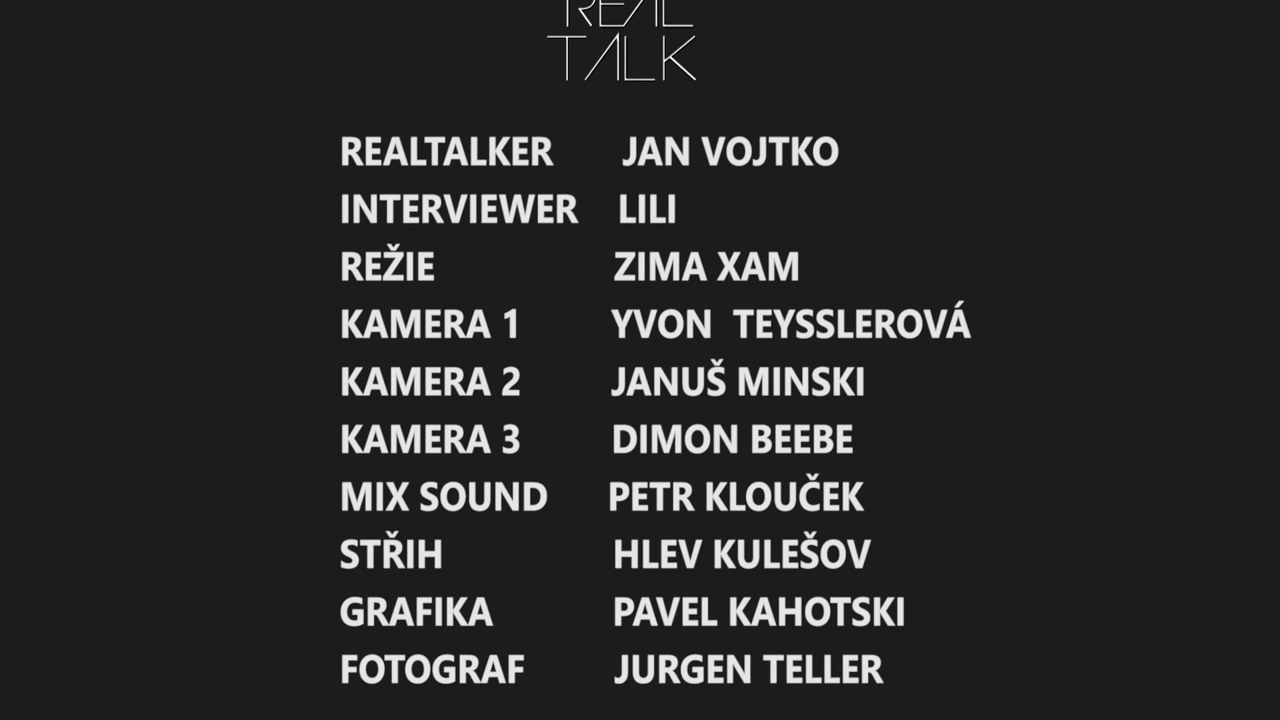 REAL
TALK
REALTALKER JAN VOJTKO
INTERVIEWER LILI
REŽIE ZIMA XAM
KAMERA 1 YVON TEYSSLEROVÁ
KAMERA 2 JANUŠ MINSKI
KAMERA 3 DIMON BEEBE
MIX SOUND PETR KLOUČEK
STŘIH HLEV KULEŠOV
GRAFIKA PAVEL KAHOTSKI
FOTOGRAF JURGEN TELLER